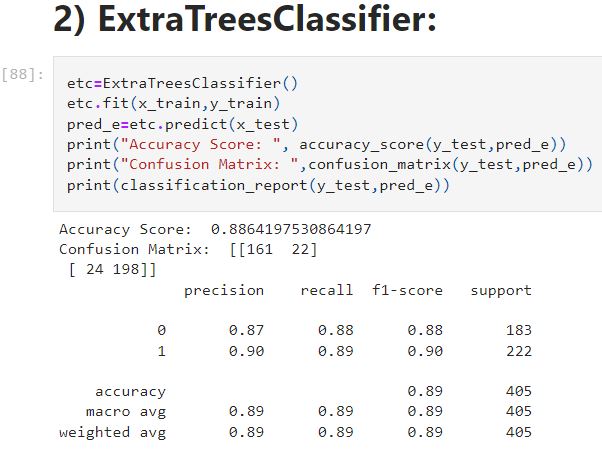 2) ExtraTreesClassifier:
[88]:
etc=ExtraTreesClassifier()
etc.fit(x_train,y_train)
pred_e=etc.predict(x_test)
print("Accuracy Score: ", accuracy_score(y_test,pred_e))
print("Confusion Matrix: ",confusion_matrix(y_test,pred_e))
print(classification_report(y_test,pred_e))
Accuracy Score:  0.8864197530864197
Confusion Matrix:  [[161  22]
 [ 24 198]]
              precision    recall  f1-score   support
           0       0.87      0.88      0.88       183
           1       0.90      0.89      0.90       222
    accuracy                           0.89       405
   macro avg       0.89      0.89      0.89       405
weighted avg       0.89      0.89      0.89       405